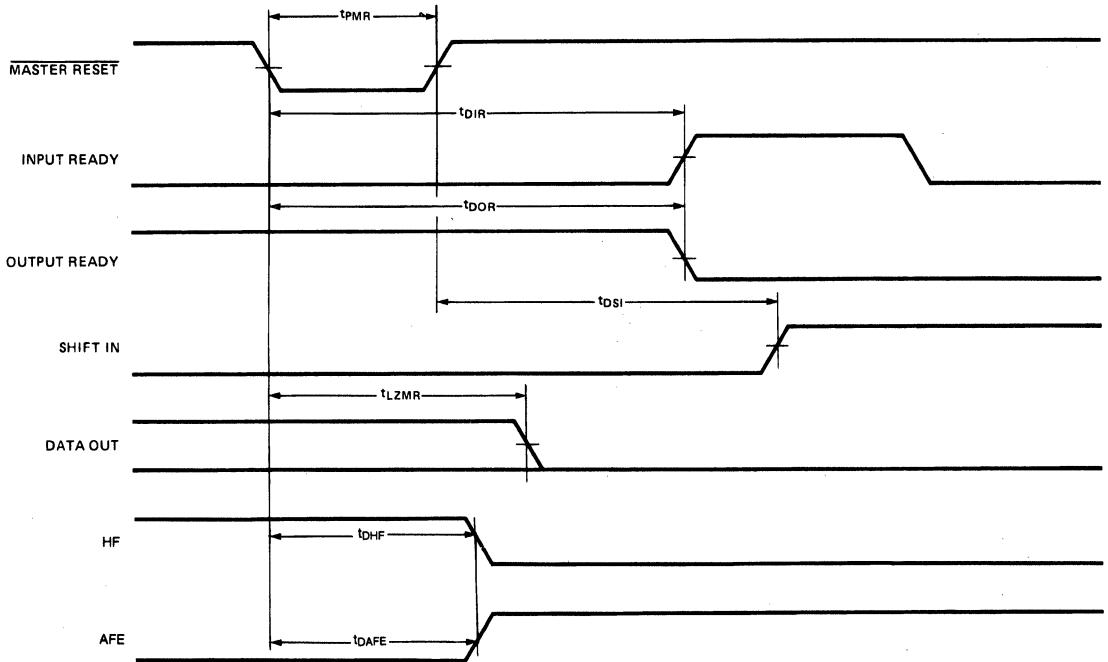 tPMR
MASTER RESET
tDIR
INPUT READY
tDOR
OUTPUT READY
tDSI
SHIFT IN
tLZMR
DATA OUT
tDHF
HF
tDAFE
AFE